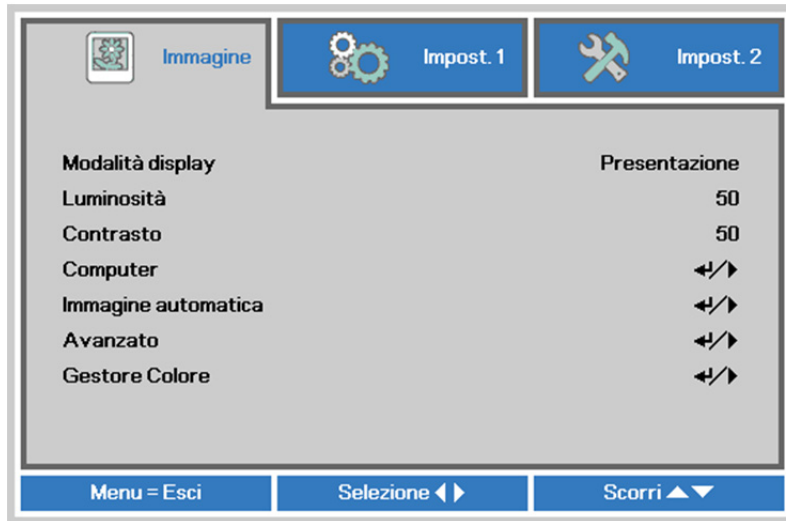 Immagine Impost. 1 Impost. 2
Modalità display Presentazione
Luminosità 50
Contrasto 50
Computer
Immagine automatica
Avanzato
Gestore Colore
Menu = Esci Selezione Scorri